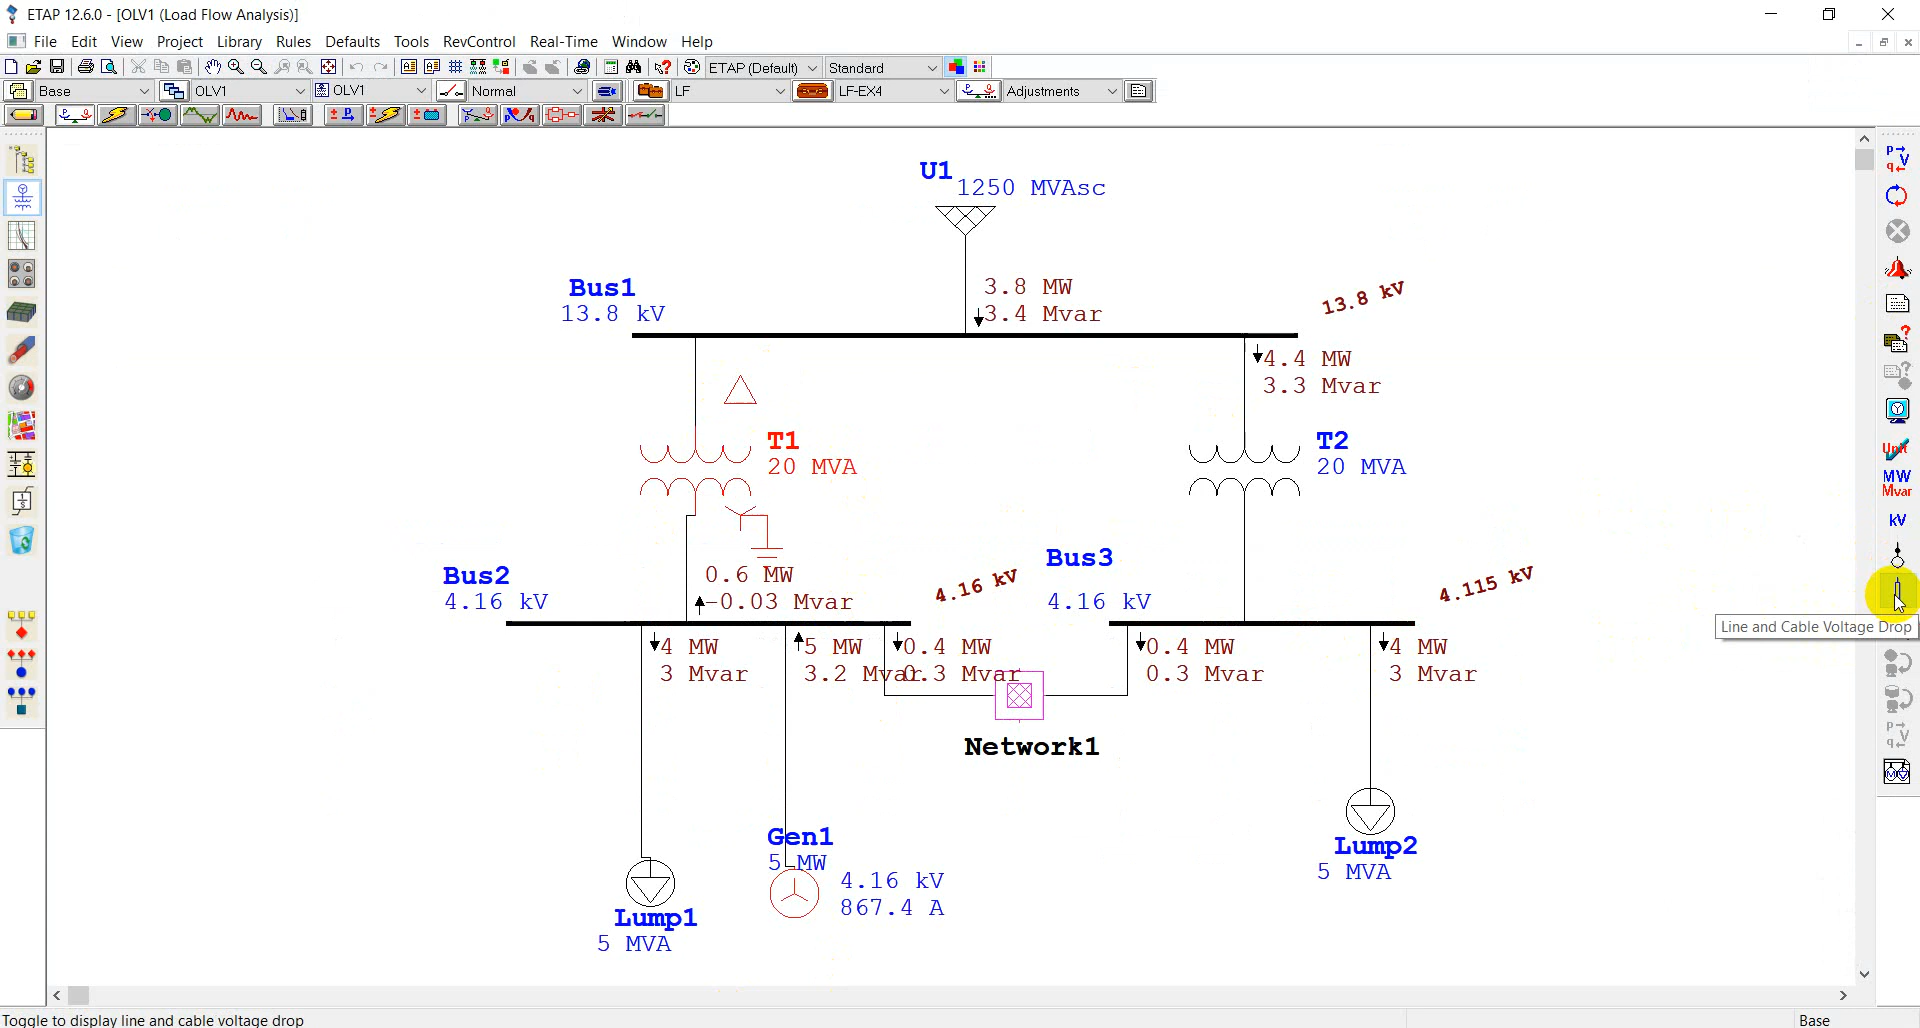 ETAP 12.6.0 - [OLV1 (Load Flow Analysis)]
File Edit View Project Library Rules Defaults Tools RevControl Real-Time Window Help
ETAP (Default) Standard
Base OLV1 OLV1 Normal LF LF-EX4 Adjustments
U1
1250 MVAsc
Bus1
13.8 kV
3.8 MW
3.4 Mvar
13.8 kV
4.4 MW
3.3 Mvar
T1
20 MVA
T2
20 MVA
Unit
MW
Mvar
kV
Bus2
4.16 kV
0.6 MW
-0.03 Mvar
4.16 kV
Bus3
4.16 kV
4.115 kV
Line and Cable Voltage Drop
4 MW
3 Mvar
5 MW
3.2 Mvar
0.4 MW
0.3 Mvar
0.4 MW
0.3 Mvar
4 MW
3 Mvar
Network1
Gen1
5 MW
4.16 kV
867.4 A
Lump2
5 MVA
Lump1
5 MVA
Toggle to display line and cable voltage drop
Base